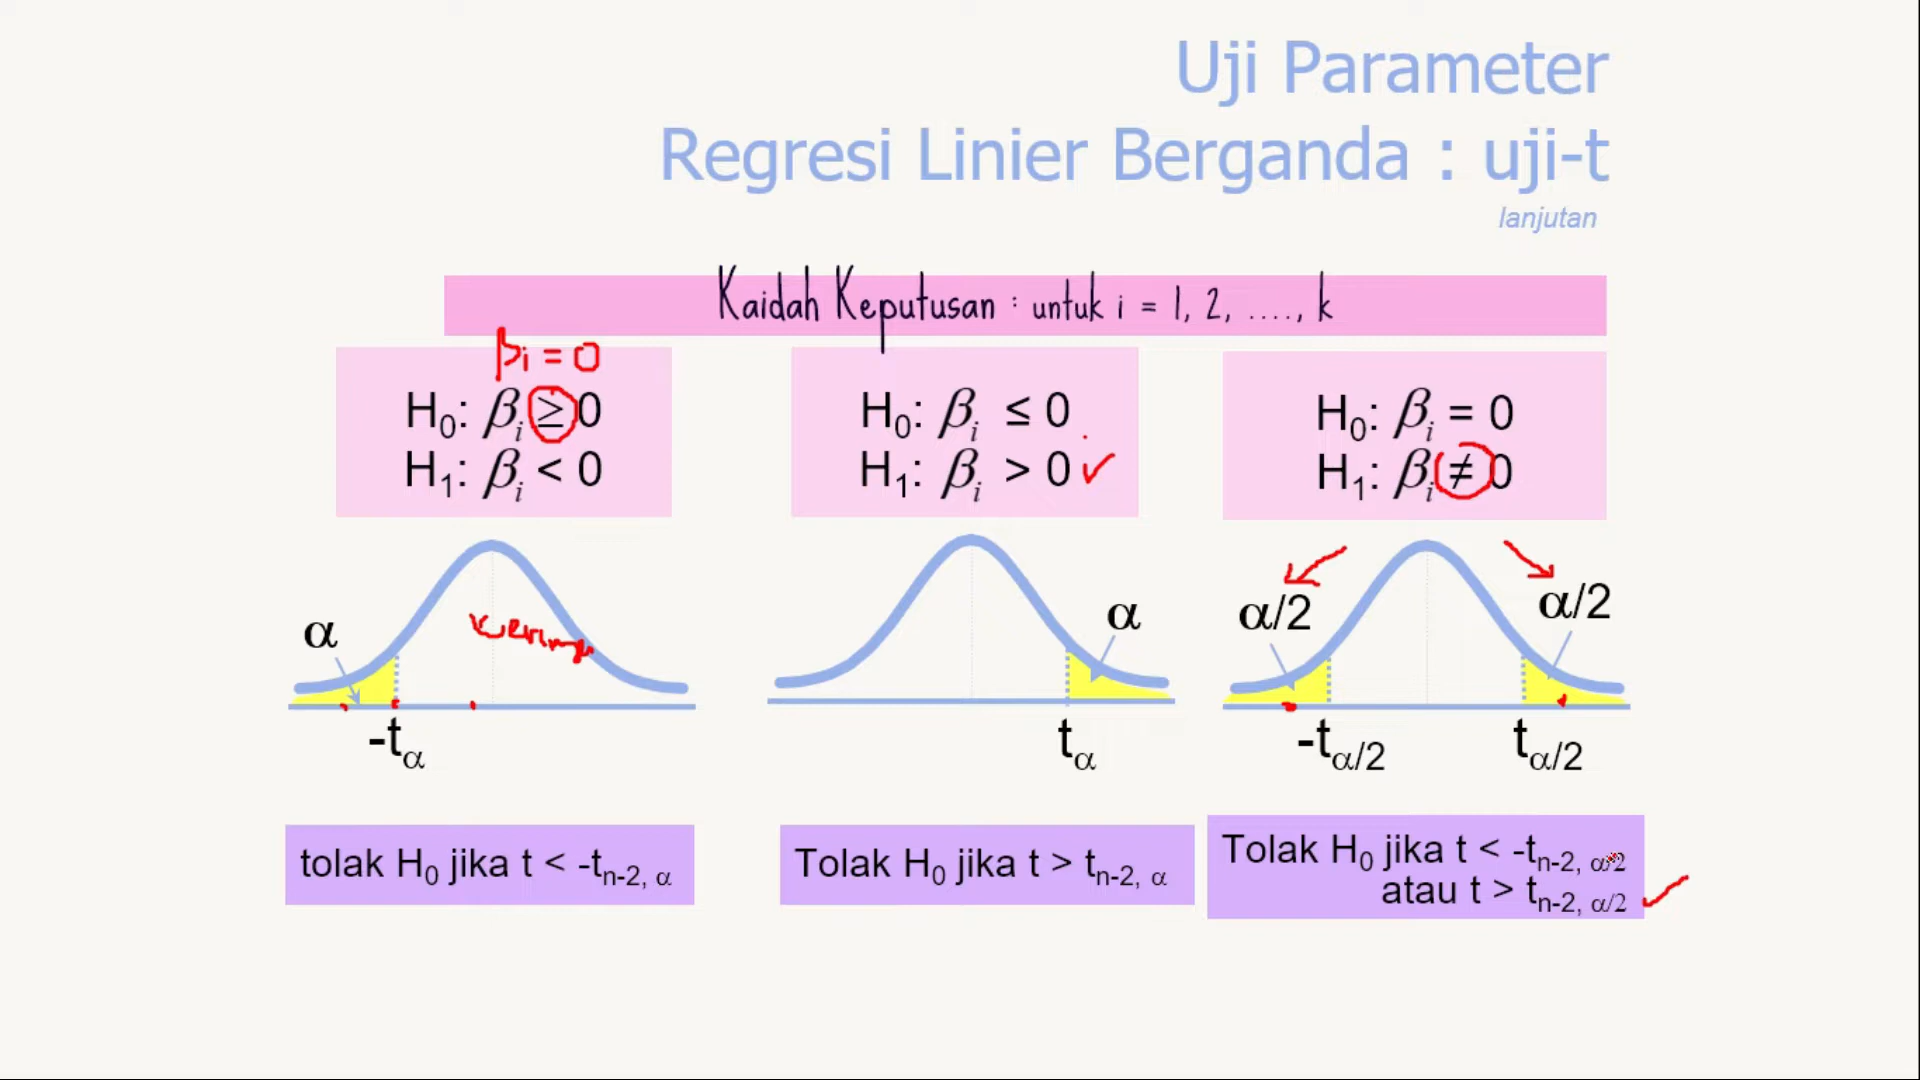 Uji Parameter
Regresi Linier Berganda : uji-t
lanjutan
Kaidah Keputusan : untuk i = 1, 2, ...., k
βi = 0
H₀: βᵢ ≥ 0
H₁: βᵢ < 0
H₀: βᵢ ≤ 0
H₁: βᵢ > 0
H₀: βᵢ = 0
H₁: βᵢ ≠ 0
α
α
α/2
α/2
-tα
tα
-tα/2
tα/2
tolak H₀ jika t < -tn-2, α
Tolak H₀ jika t > tn-2, α
Tolak H₀ jika t < -tn-2, α/2
atau t > tn-2, α/2